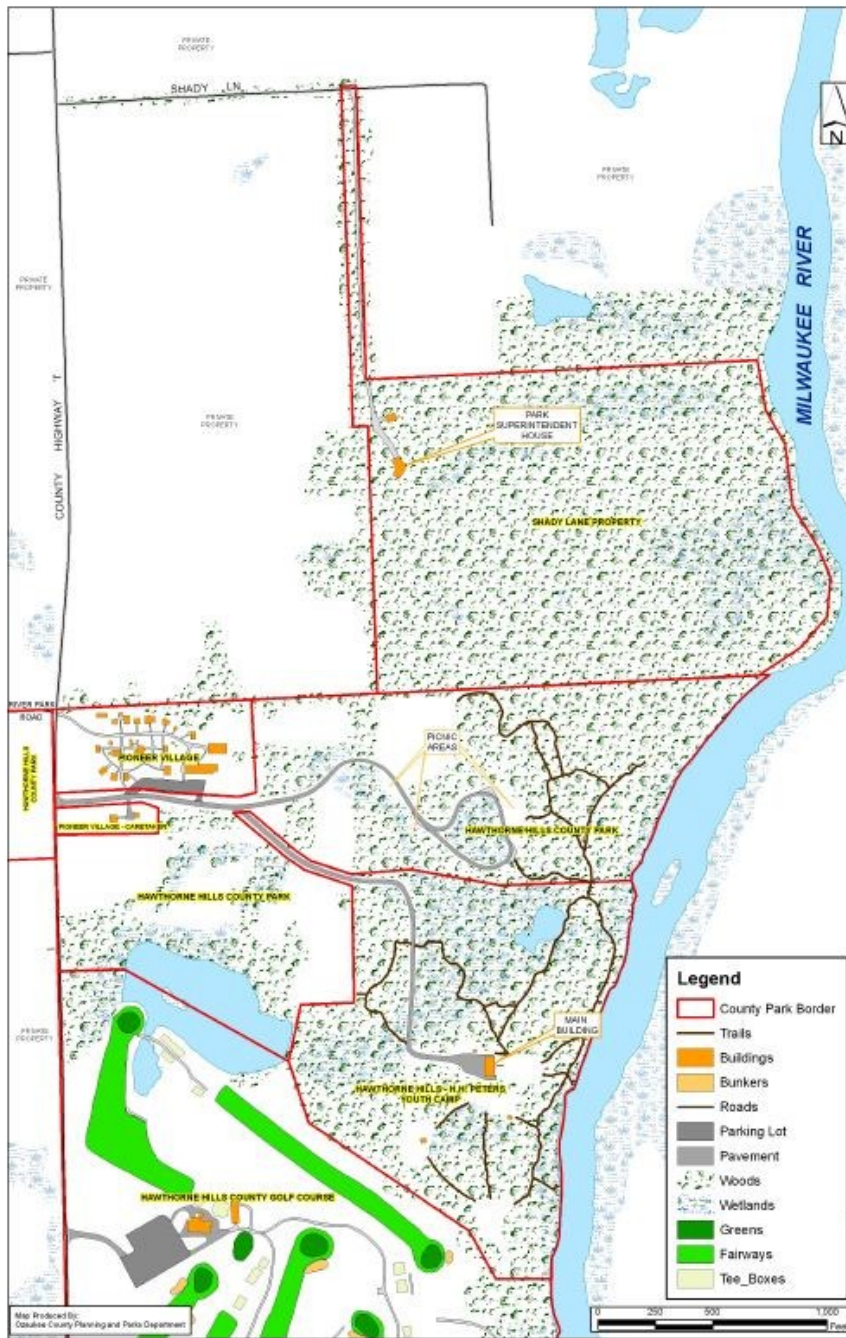 PRIVATE
PROPERTY
SHADY LN
N
PRIVATE
PROPERTY
MILWAUKEE RIVER
PRIVATE
PROPERTY
COUNTY HIGHWAY "I"
PRIVATE
PROPERTY
PARK
SUPERINTENDENT
HOUSE
SHADY LANE PROPERTY
RIVER PARK
ROAD
HAWTHORNE HILLS
COUNTY PARK
PIONEER VILLAGE
PICNIC
AREAS
PIONEER VILLAGE - CARETAKER
HAWTHORNE HILLS COUNTY PARK
HAWTHORNE HILLS COUNTY PARK
PRIVATE
PROPERTY
MAIN
BUILDING
HAWTHORNE HILLS - H.H. PETERS
YOUTH CAMP
HAWTHORNE HILLS COUNTY GOLF COURSE
Legend
County Park Border
Trails
Buildings
Bunkers
Roads
Parking Lot
Pavement
Woods
Wetlands
Greens
Fairways
Tee_Boxes
Map Produced By:
Ozaukee County Planning and Parks Department
0 250 500 1,000
Feet